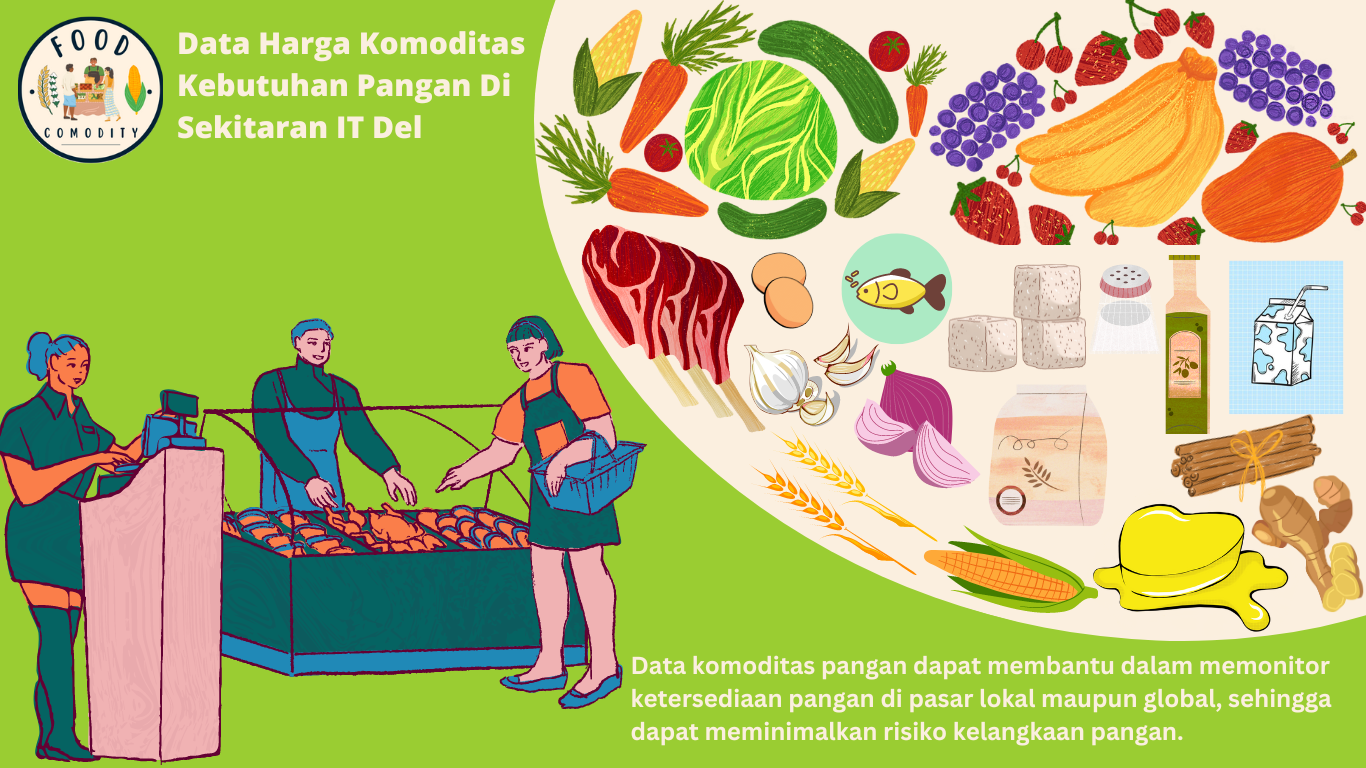 FOOD
COMODITY
Data Harga Komoditas
Kebutuhan Pangan Di
Sekitaran IT Del
Data komoditas pangan dapat membantu dalam memonitor
ketersediaan pangan di pasar lokal maupun global, sehingga
dapat meminimalkan risiko kelangkaan pangan.